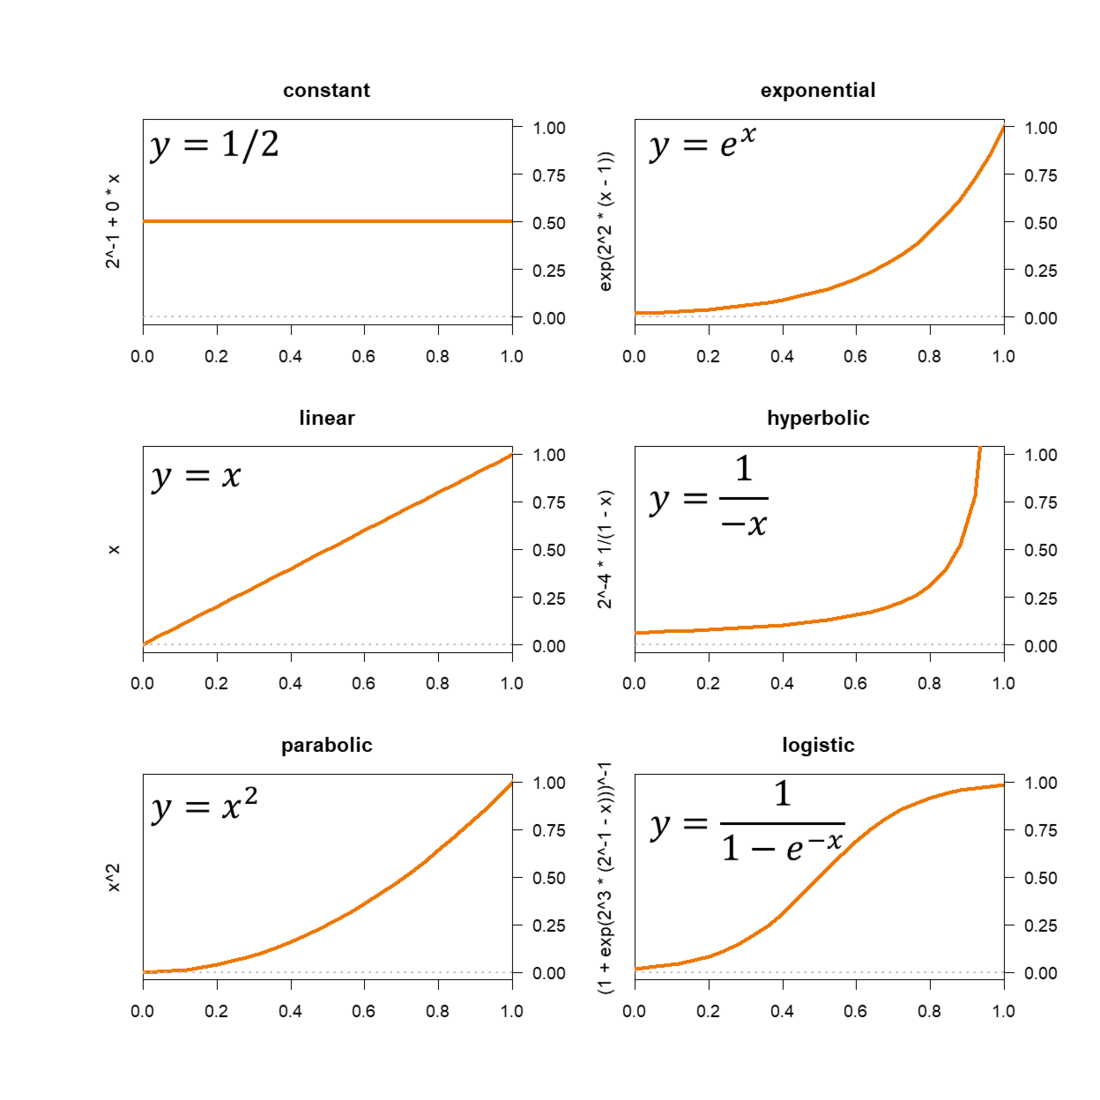 constant
y = 1/2
2^-1 + 0 * x
1.00
0.75
0.50
0.25
0.00
0.0 0.2 0.4 0.6 0.8 1.0
exponential
y = e^x
exp(2^2 * (x - 1))
1.00
0.75
0.50
0.25
0.00
0.0 0.2 0.4 0.6 0.8 1.0
linear
y = x
x
1.00
0.75
0.50
0.25
0.00
0.0 0.2 0.4 0.6 0.8 1.0
hyperbolic
y = 1/-x
2^-4 * 1/(1 - x)
1.00
0.75
0.50
0.25
0.00
0.0 0.2 0.4 0.6 0.8 1.0
parabolic
y = x²
x^2
1.00
0.75
0.50
0.25
0.00
0.0 0.2 0.4 0.6 0.8 1.0
logistic
y = 1/(1 − e^−x)
(1 + exp(2^3 * (2^-1 - x)))^-1
1.00
0.75
0.50
0.25
0.00
0.0 0.2 0.4 0.6 0.8 1.0